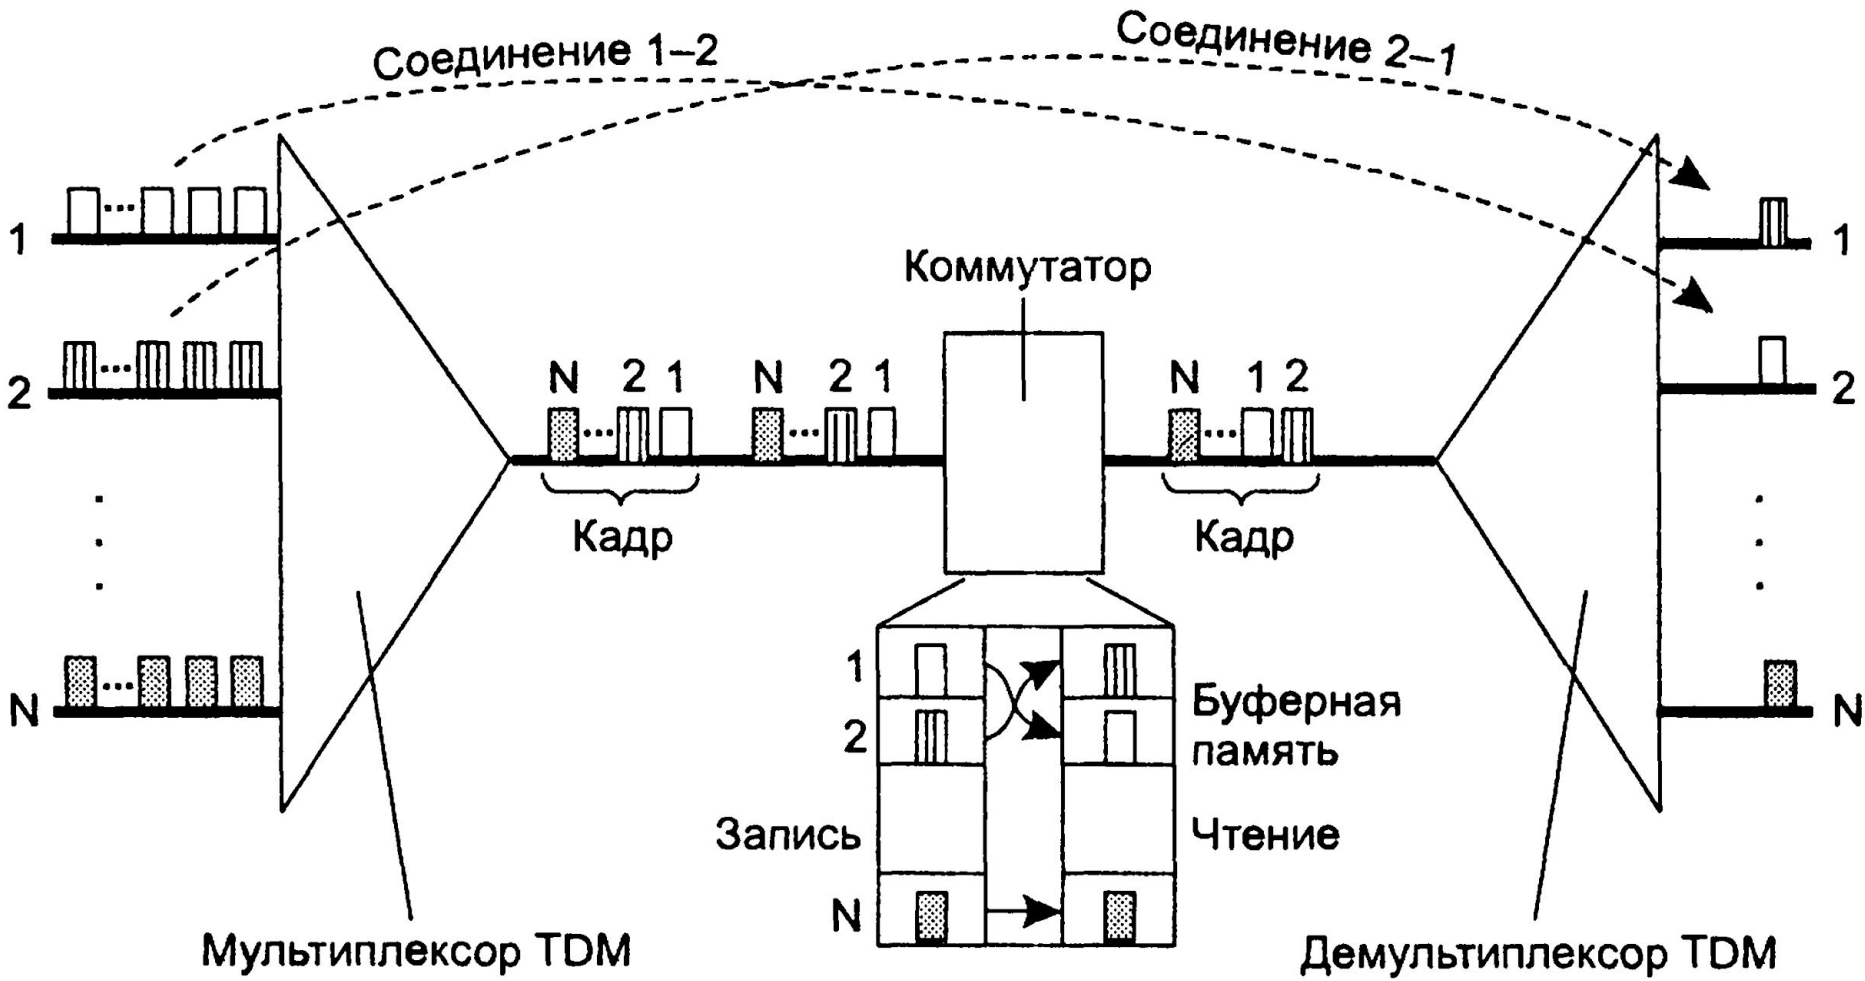 Соединение 1–2
Соединение 2–1
1
1
2
2
Коммутатор
N 2 1 N 2 1
N 1 2
Кадр
Кадр
1
2
Буферная
память
Запись
Чтение
N
N
N
Мультиплексор TDM
Демультиплексор TDM